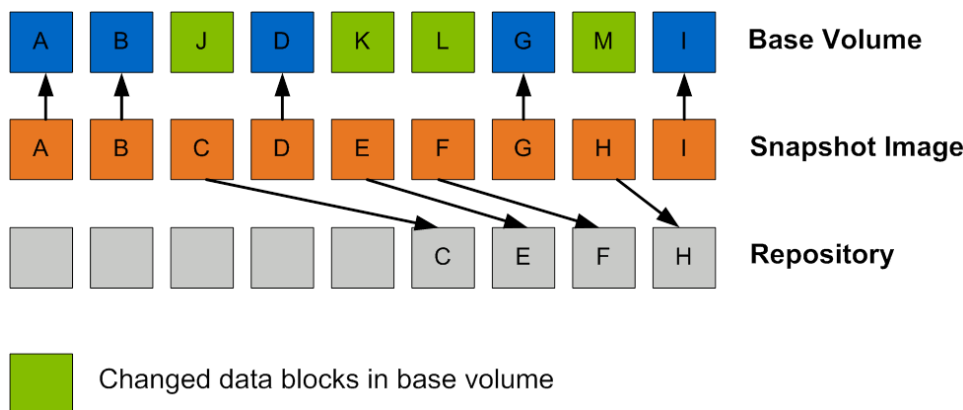 A B J D K L G M I Base Volume
A B C D E F G H I Snapshot Image
C E F H Repository
Changed data blocks in base volume